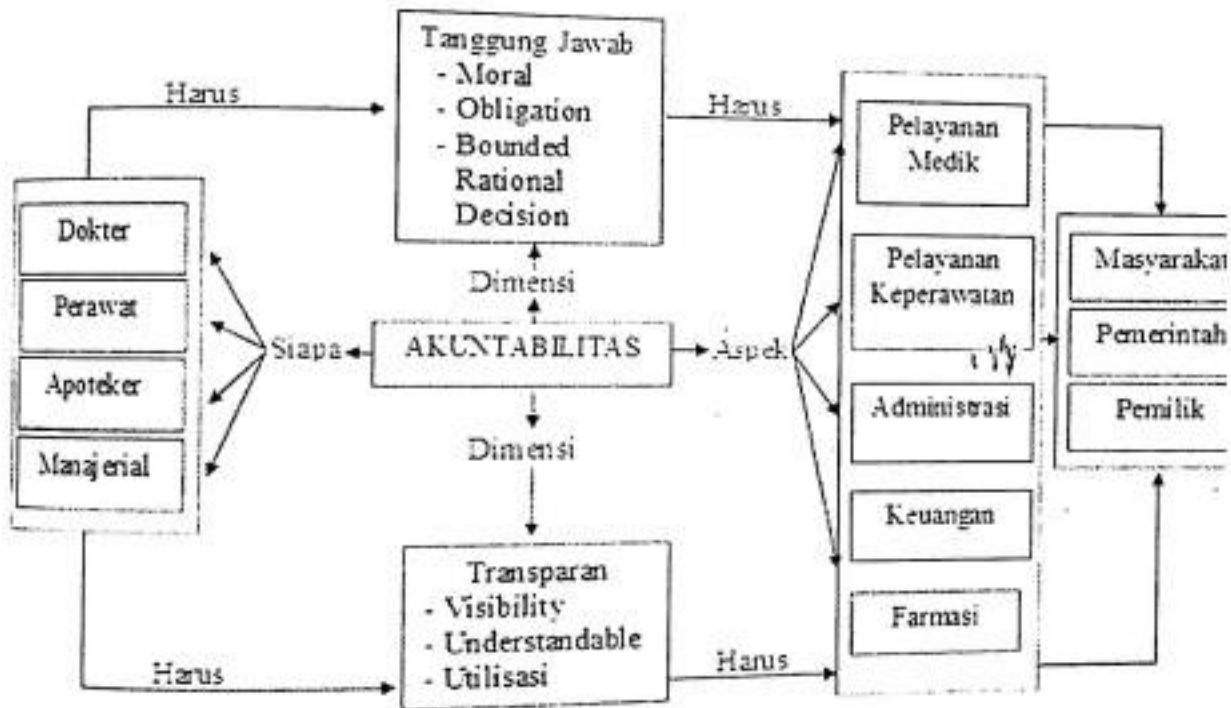 Tanggung Jawab
- Moral
- Obligation
- Bounded
Rational
Decision
Harus
Harus
Dokter
Perawat
Apoteker
Manajerial
Siapa
Dimensi
AKUNTABILITAS
Dimensi
Aspek
Pelayanan
Medik
Pelayanan
Keperawatan
Administrasi
Keuangan
Farmasi
Masyarakat
Pemerintah
Pemilik
Transparan
- Visibility
- Understandable
- Utilisasi
Harus
Harus